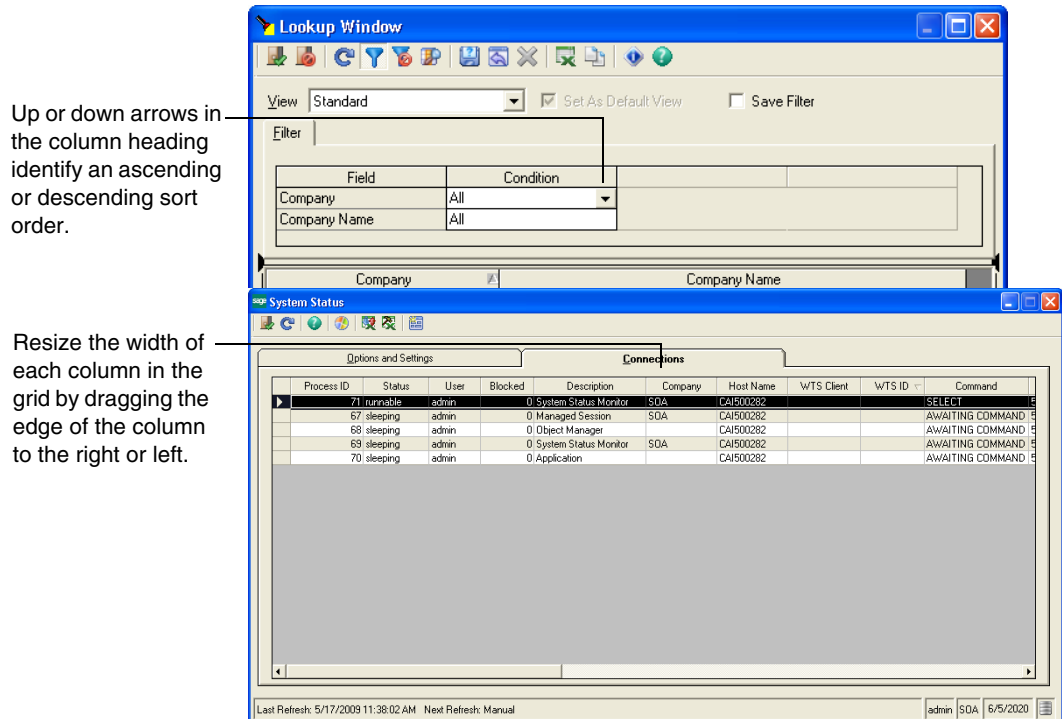 Lookup Window
View Standard Set As Default View Save Filter
Filter
Up or down arrows in
the column heading
identify an ascending
or descending sort
order.
Field Condition
Company All
Company Name All
Company Company Name
sage System Status
Options and Settings Connections
Resize the width of
each column in the
grid by dragging the
edge of the column
to the right or left.
Process ID Status User Blocked Description Company Host Name WTS Client WTS ID Command
71 runnable admin 0 System Status Monitor SOA CAI500282 SELECT 5
67 sleeping admin 0 Managed Session SOA CAI500282 AWAITING COMMAND 5
68 sleeping admin 0 Object Manager CAI500282 AWAITING COMMAND 5
69 sleeping admin 0 System Status Monitor SOA CAI500282 AWAITING COMMAND 5
70 sleeping admin 0 Application CAI500282 AWAITING COMMAND 5
Last Refresh: 5/17/2009 11:38:02 AM Next Refresh: Manual admin SOA 6/5/2020